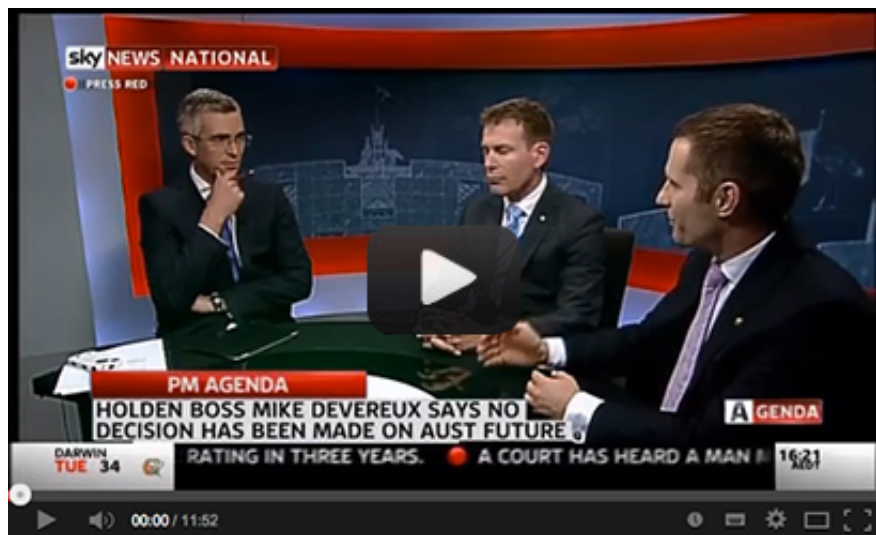 sky NEWS NATIONAL
PRESS RED
PM AGENDA
HOLDEN BOSS MIKE DEVEREUX SAYS NO
DECISION HAS BEEN MADE ON AUST FUTURE
AGENDA
DARWIN
TUE 34
RATING IN THREE YEARS. A COURT HAS HEARD A MAN
16:21
AEDT
00:00 / 11:52